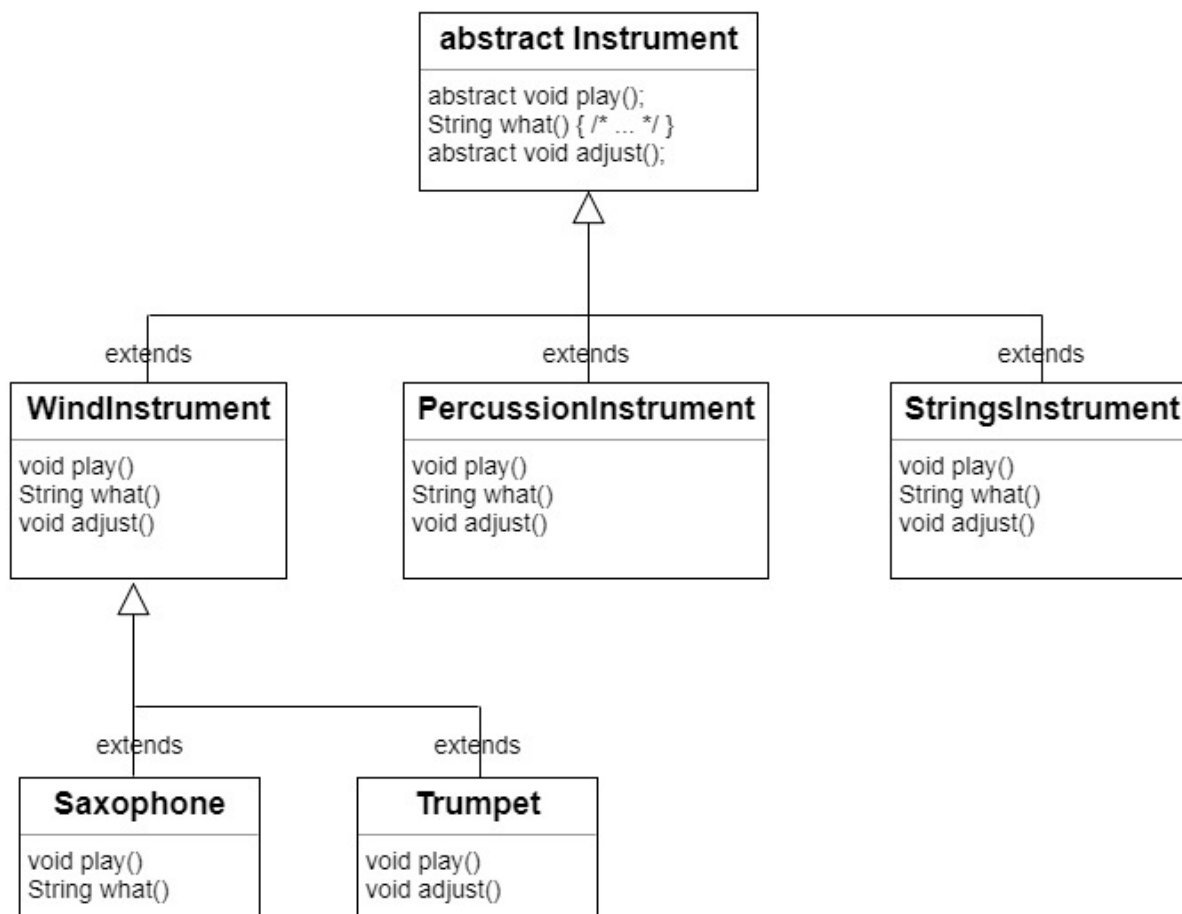 abstract Instrument
abstract void play();
String what() { /* ... */ }
abstract void adjust();
extends
extends
extends
WindInstrument
void play()
String what()
void adjust()
PercussionInstrument
void play()
String what()
void adjust()
StringsInstrument
void play()
String what()
void adjust()
extends
extends
Saxophone
void play()
String what()
Trumpet
void play()
void adjust()